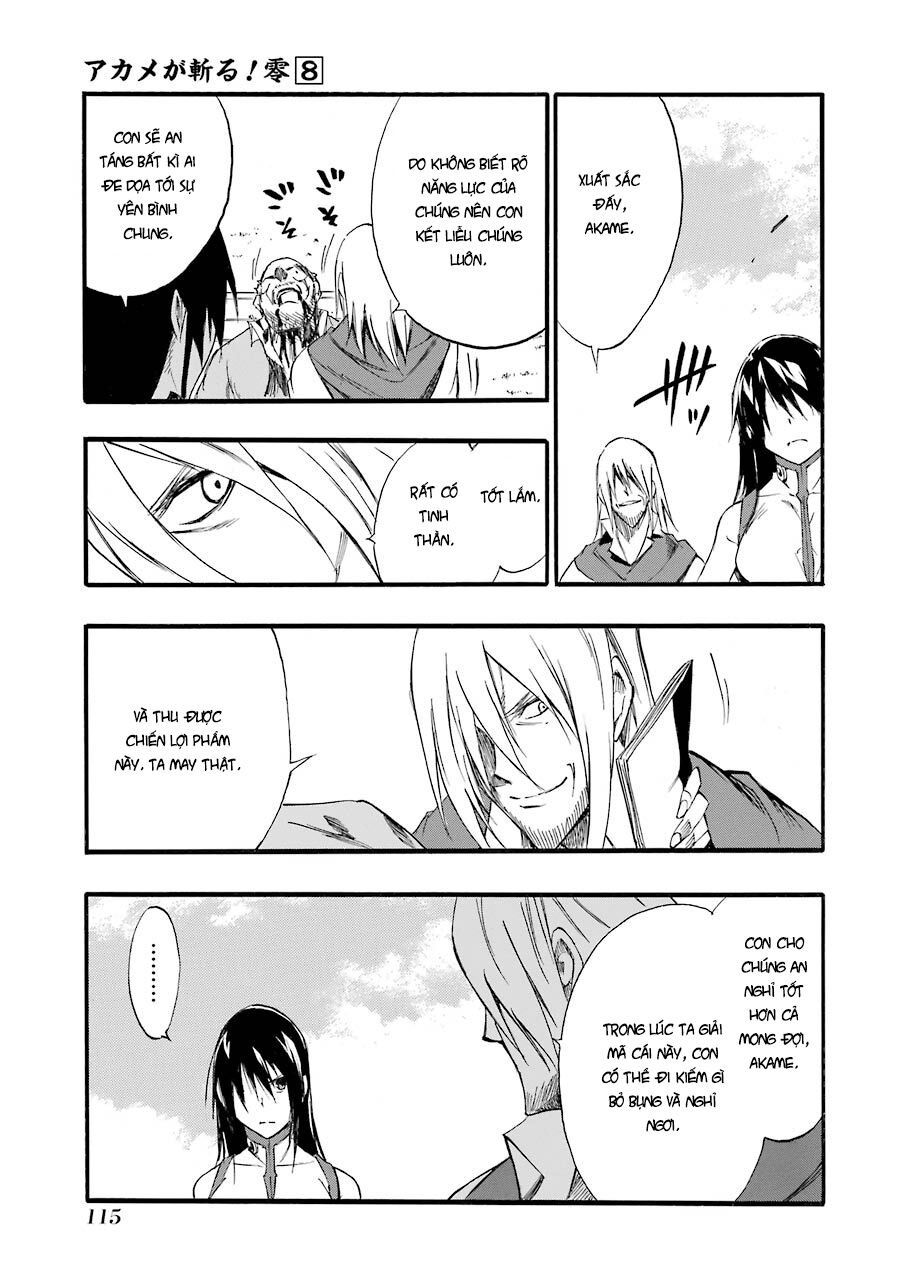 アカメが斬る！零8
XUẤT SẮC
ĐẤY,
AKAME.
DO KHÔNG BIẾT RÕ
NĂNG LỰC CỦA
CHÚNG NÊN CON
KẾT LIỄU CHÚNG
LUÔN.
CON SẼ AN
TÁNG BẤT KÌ AI
ĐE DỌA TỚI SỰ
YÊN BÌNH
CHUNG.
TỐT LẮM.
RẤT CÓ
TINH
THẦN.
VÀ THU ĐƯỢC
CHIẾN LỢI PHẨM
NÀY. TA MAY THẬT.
CON CHO
CHÚNG AN
NGHỈ TỐT
HƠN CẢ
MONG ĐỢI,
AKAME.
TRONG LÚC TA GIẢI
MÃ CÁI NÀY, CON
CÓ THỂ ĐI KIẾM GÌ
BỎ BỤNG VÀ NGHỈ
NGƠI.
.........
115